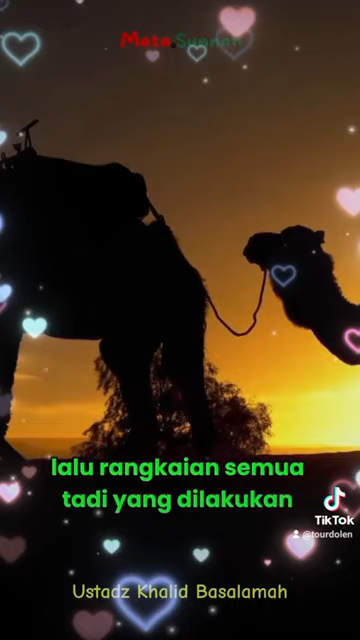 Mata Sunnah
lalu rangkaian semua
tadi yang dilakukan
TikTok
@tourdolen
Ustadz Khalid Basalamah